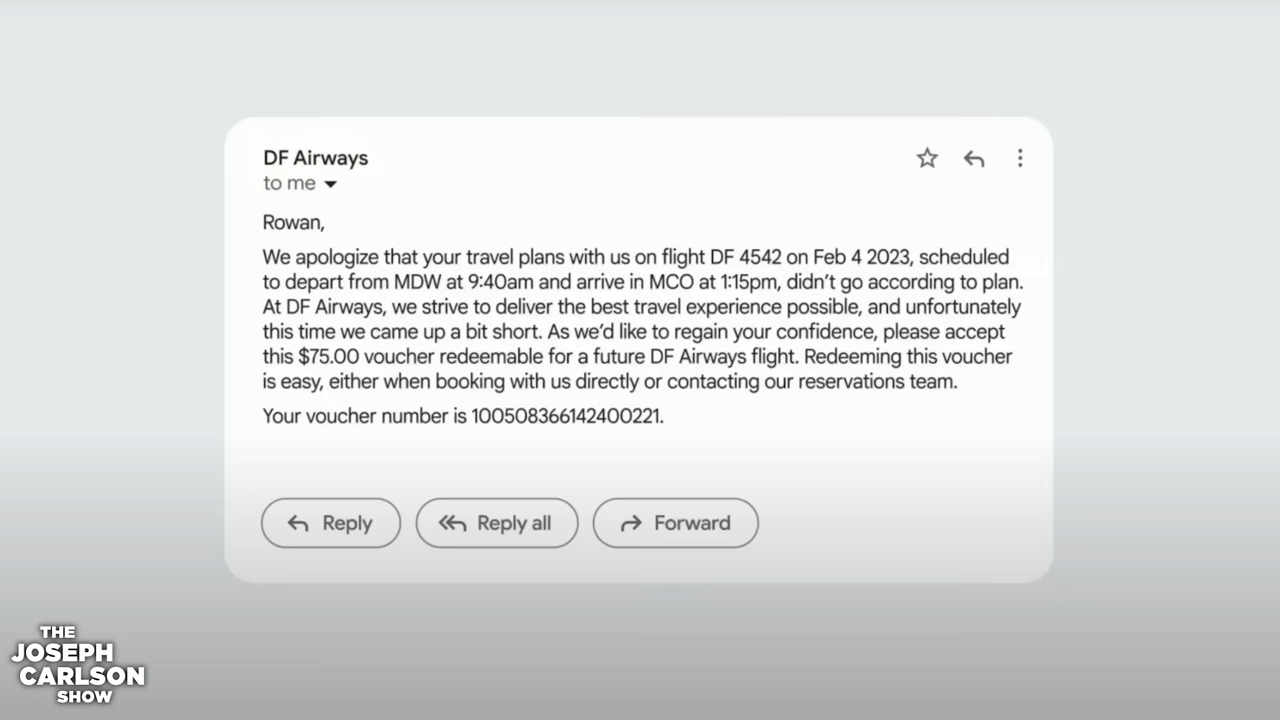 DF Airways
to me
Rowan,
We apologize that your travel plans with us on flight DF 4542 on Feb 4 2023, scheduled
to depart from MDW at 9:40am and arrive in MCO at 1:15pm, didn’t go according to plan.
At DF Airways, we strive to deliver the best travel experience possible, and unfortunately
this time we came up a bit short. As we’d like to regain your confidence, please accept
this $75.00 voucher redeemable for a future DF Airways flight. Redeeming this voucher
is easy, either when booking with us directly or contacting our reservations team.
Your voucher number is 100508366142400221.
Reply
Reply all
Forward
THE
JOSEPH
CARLSON
SHOW